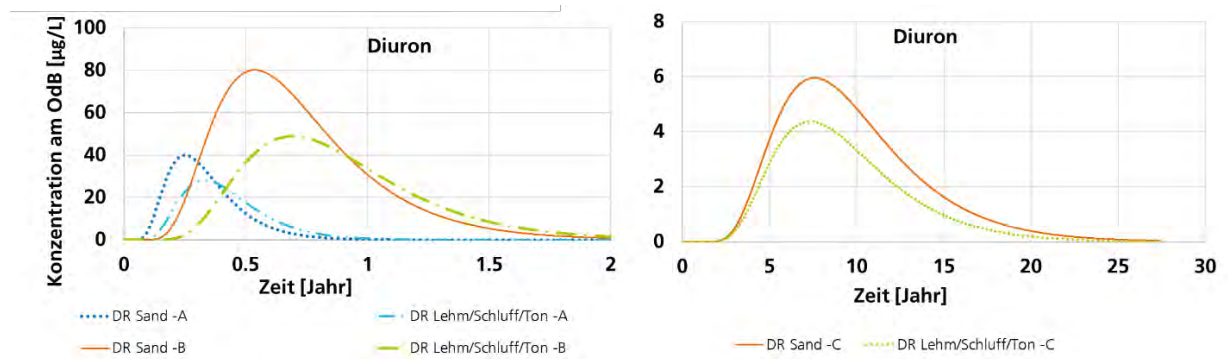 Diuron
Konzentration am OdB [µg/L]
100
80
60
40
20
0
0
0.5
1
1.5
2
Zeit [Jahr]
DR Sand -A
DR Lehm/Schluff/Ton -A
DR Sand -B
DR Lehm/Schluff/Ton -B
Diuron
8
6
4
2
0
0
5
10
15
20
25
30
Zeit [Jahr]
DR Sand -C
DR Lehm/Schluff/Ton -C